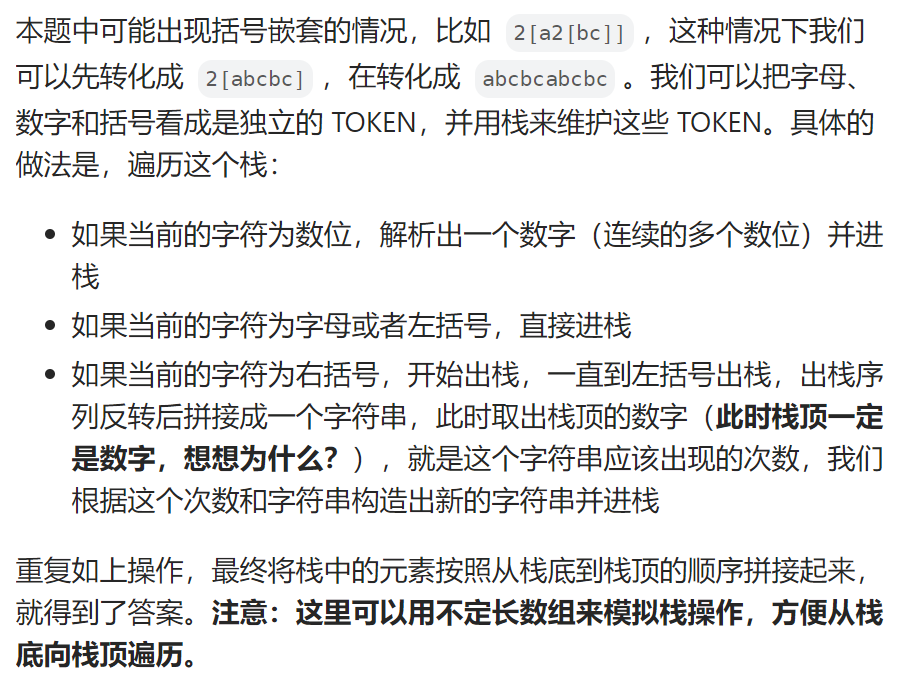 本题中可能出现括号嵌套的情况，比如 2[a2[bc]] ，这种情况下我们
可以先转化成 2[abcbc] ，在转化成 abcbcabcbc 。我们可以把字母、
数字和括号看成是独立的 TOKEN，并用栈来维护这些 TOKEN。具体的
做法是，遍历这个栈：
• 如果当前的字符为数位，解析出一个数字（连续的多个数位）并进
栈
• 如果当前的字符为字母或者左括号，直接进栈
• 如果当前的字符为右括号，开始出栈，一直到左括号出栈，出栈序
列反转后拼接成一个字符串，此时取出栈顶的数字（此时栈顶一定
是数字，想想为什么？），就是这个字符串应该出现的次数，我们
根据这个次数和字符串构造出新的字符串并进栈
重复如上操作，最终将栈中的元素按照从栈底到栈顶的顺序拼接起来，
就得到了答案。注意：这里可以用不定长数组来模拟栈操作，方便从栈
底向栈顶遍历。